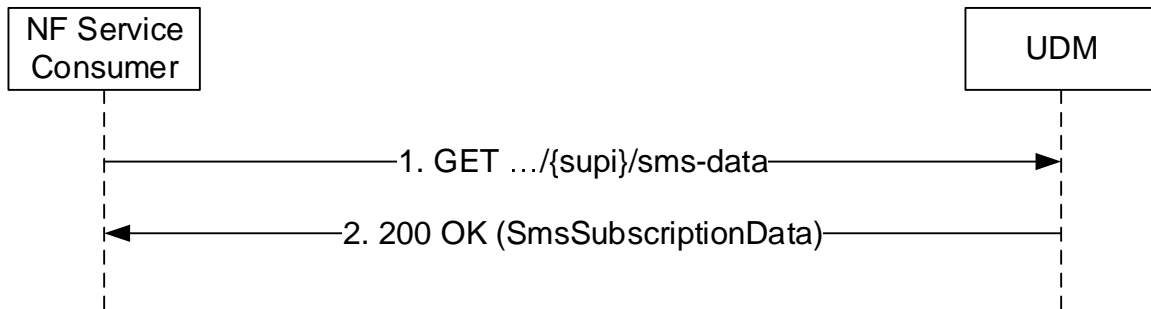 NF Service
Consumer
UDM
1. GET …/{supi}/sms-data
2. 200 OK (SmsSubscriptionData)